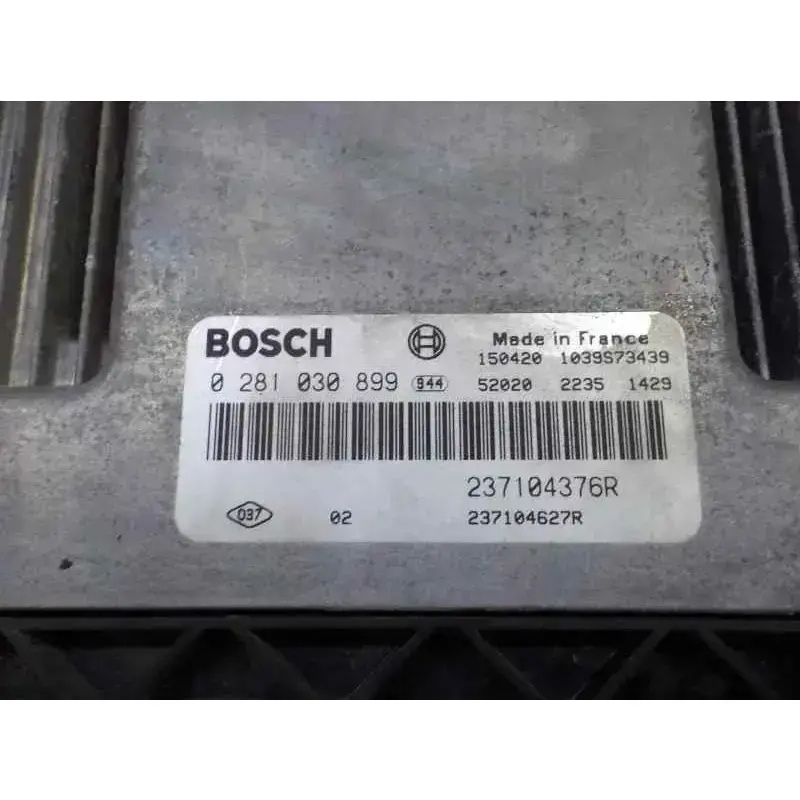 BOSCH Made in France
150420 1039S73439
0 281 030 899 944 52020 2235 1429
237104376R
037 02 237104627R